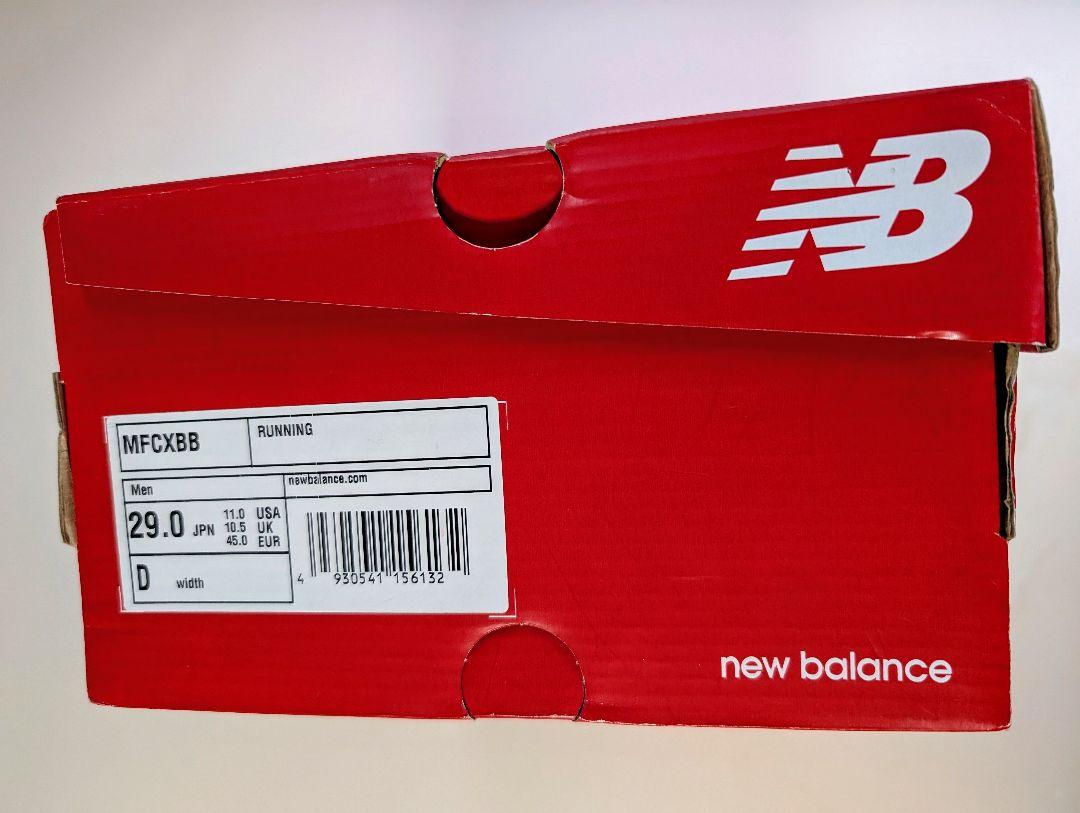 NB
MFCXBB RUNNING
Men newbalance.com
29.0 JPN 11.0 USA
10.5 UK
45.0 EUR
D width
4 930541 156132
new balance